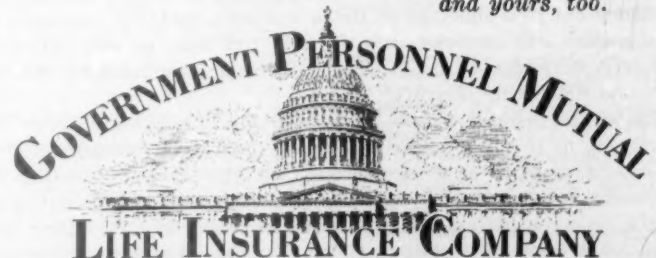 and yours, too.
GOVERNMENT PERSONNEL MUTUAL
LIFE INSURANCE COMPANY